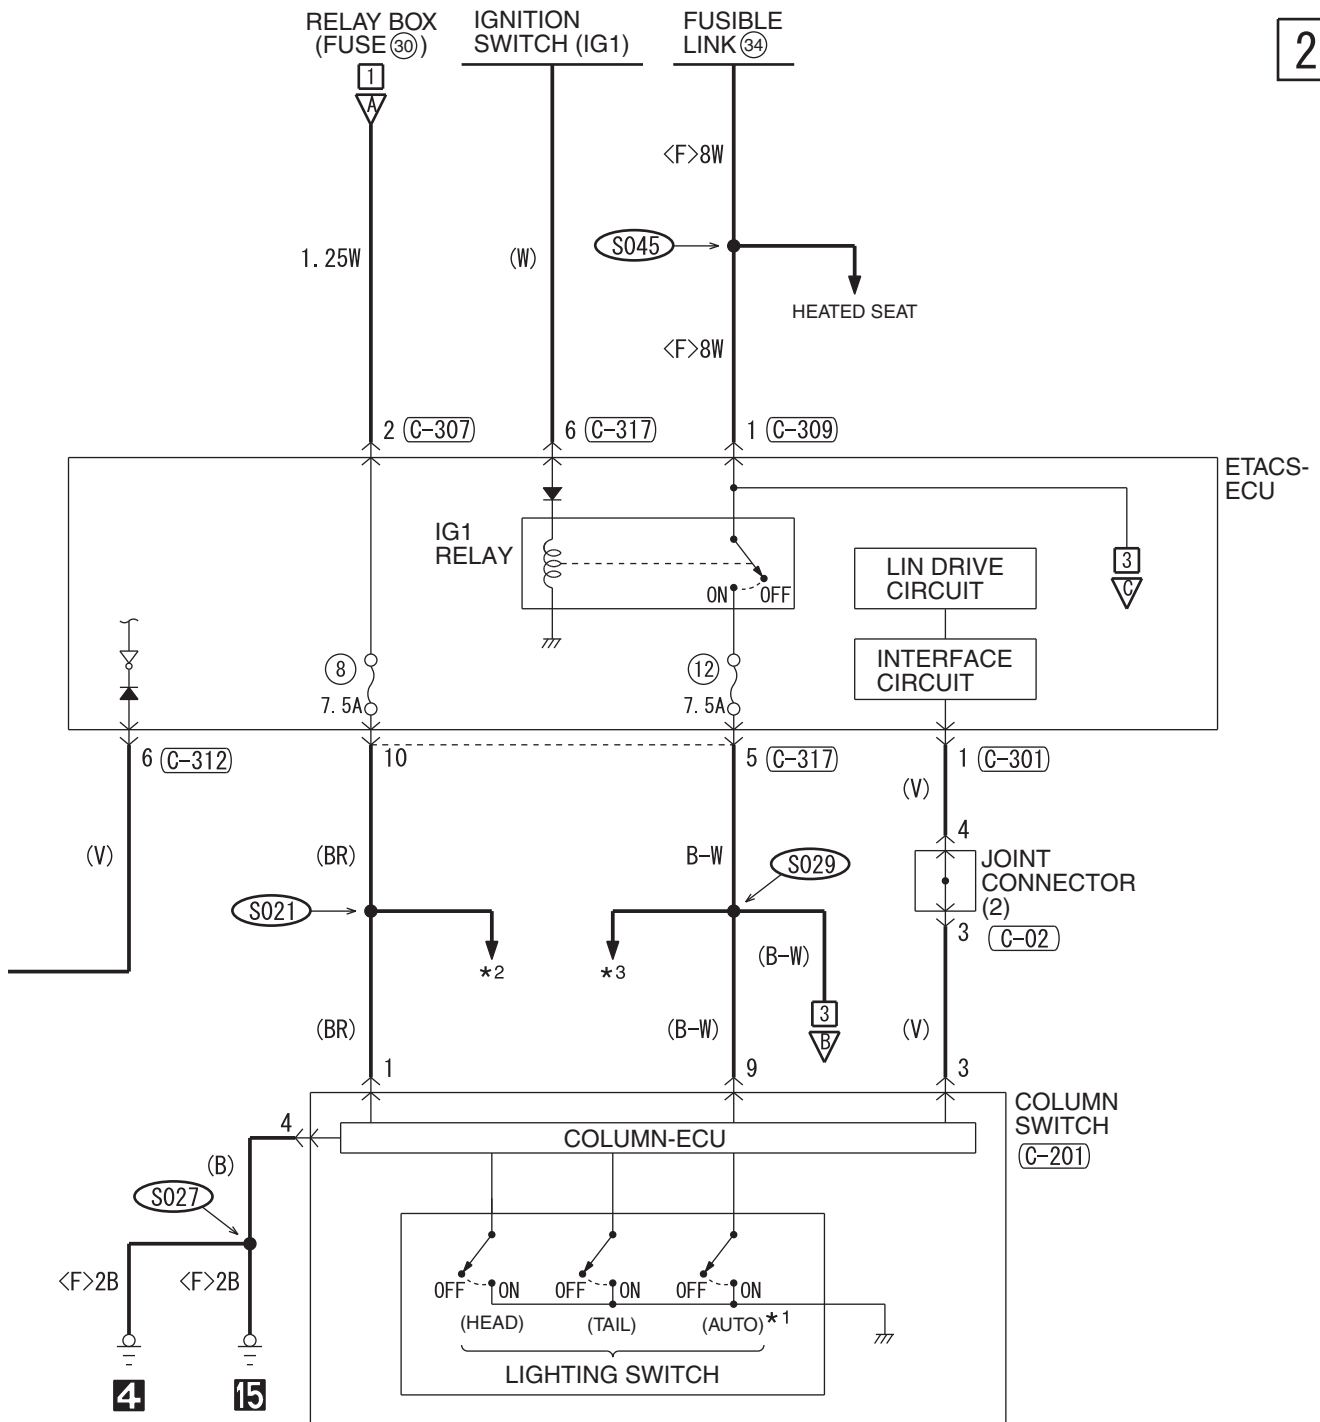 RELAY BOX
(FUSE 30)
IGNITION
SWITCH (IG1)
FUSIBLE
LINK 34
2
1
A
<F>8W
1.25W
(W)
S045
HEATED SEAT
<F>8W
2 (C-307)
6 (C-317)
1 (C-309)
ETACS-
ECU
IG1
RELAY
ON OFF
LIN DRIVE
CIRCUIT
3
C
INTERFACE
CIRCUIT
8
7.5A
12
7.5A
6 (C-312)
10
5 (C-317)
1 (C-301)
(V)
4
(V)
(BR)
B-W
S029
JOINT
CONNECTOR
(2)
3 (C-02)
S021
*2
*3
(B-W)
3
B
(BR)
(B-W)
(V)
1
9
3
COLUMN
SWITCH
(C-201)
4
COLUMN-ECU
(B)
S027
<F>2B
<F>2B
OFF ON
OFF ON
OFF ON
(HEAD)
(TAIL)
(AUTO)*1
LIGHTING SWITCH
4
15